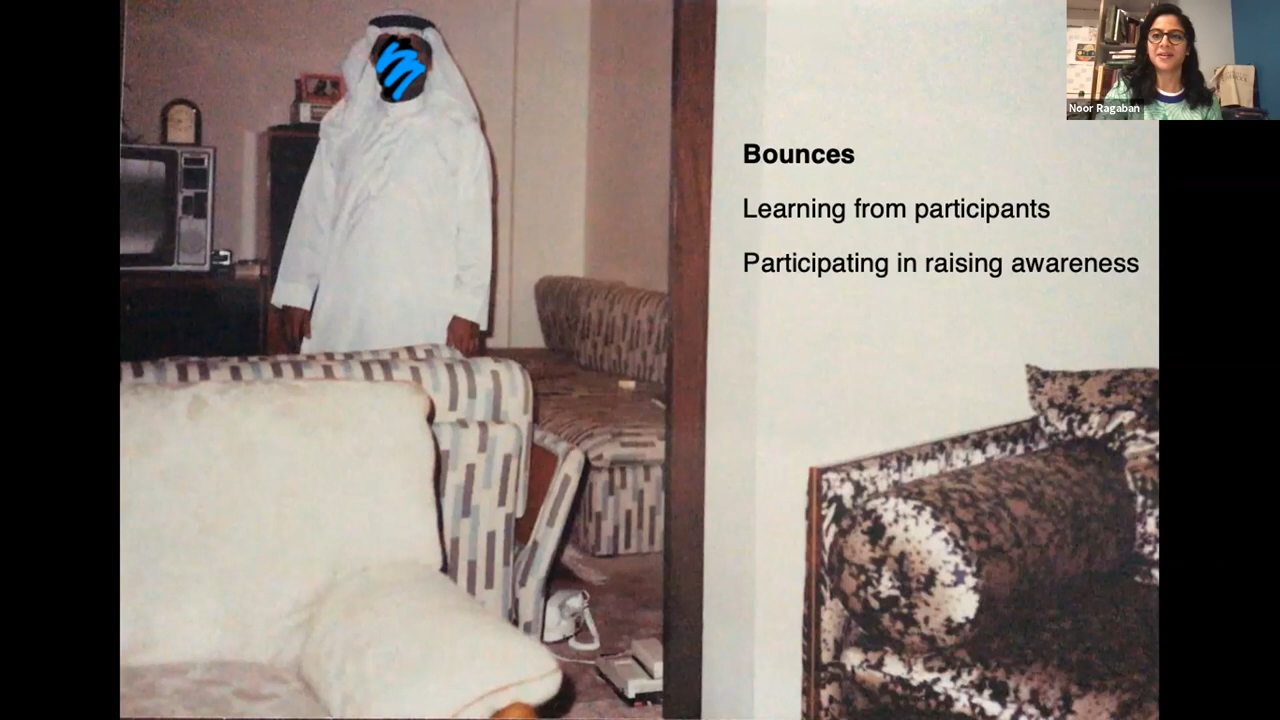 Noor Ragaban
Bounces
Learning from participants
Participating in raising awareness